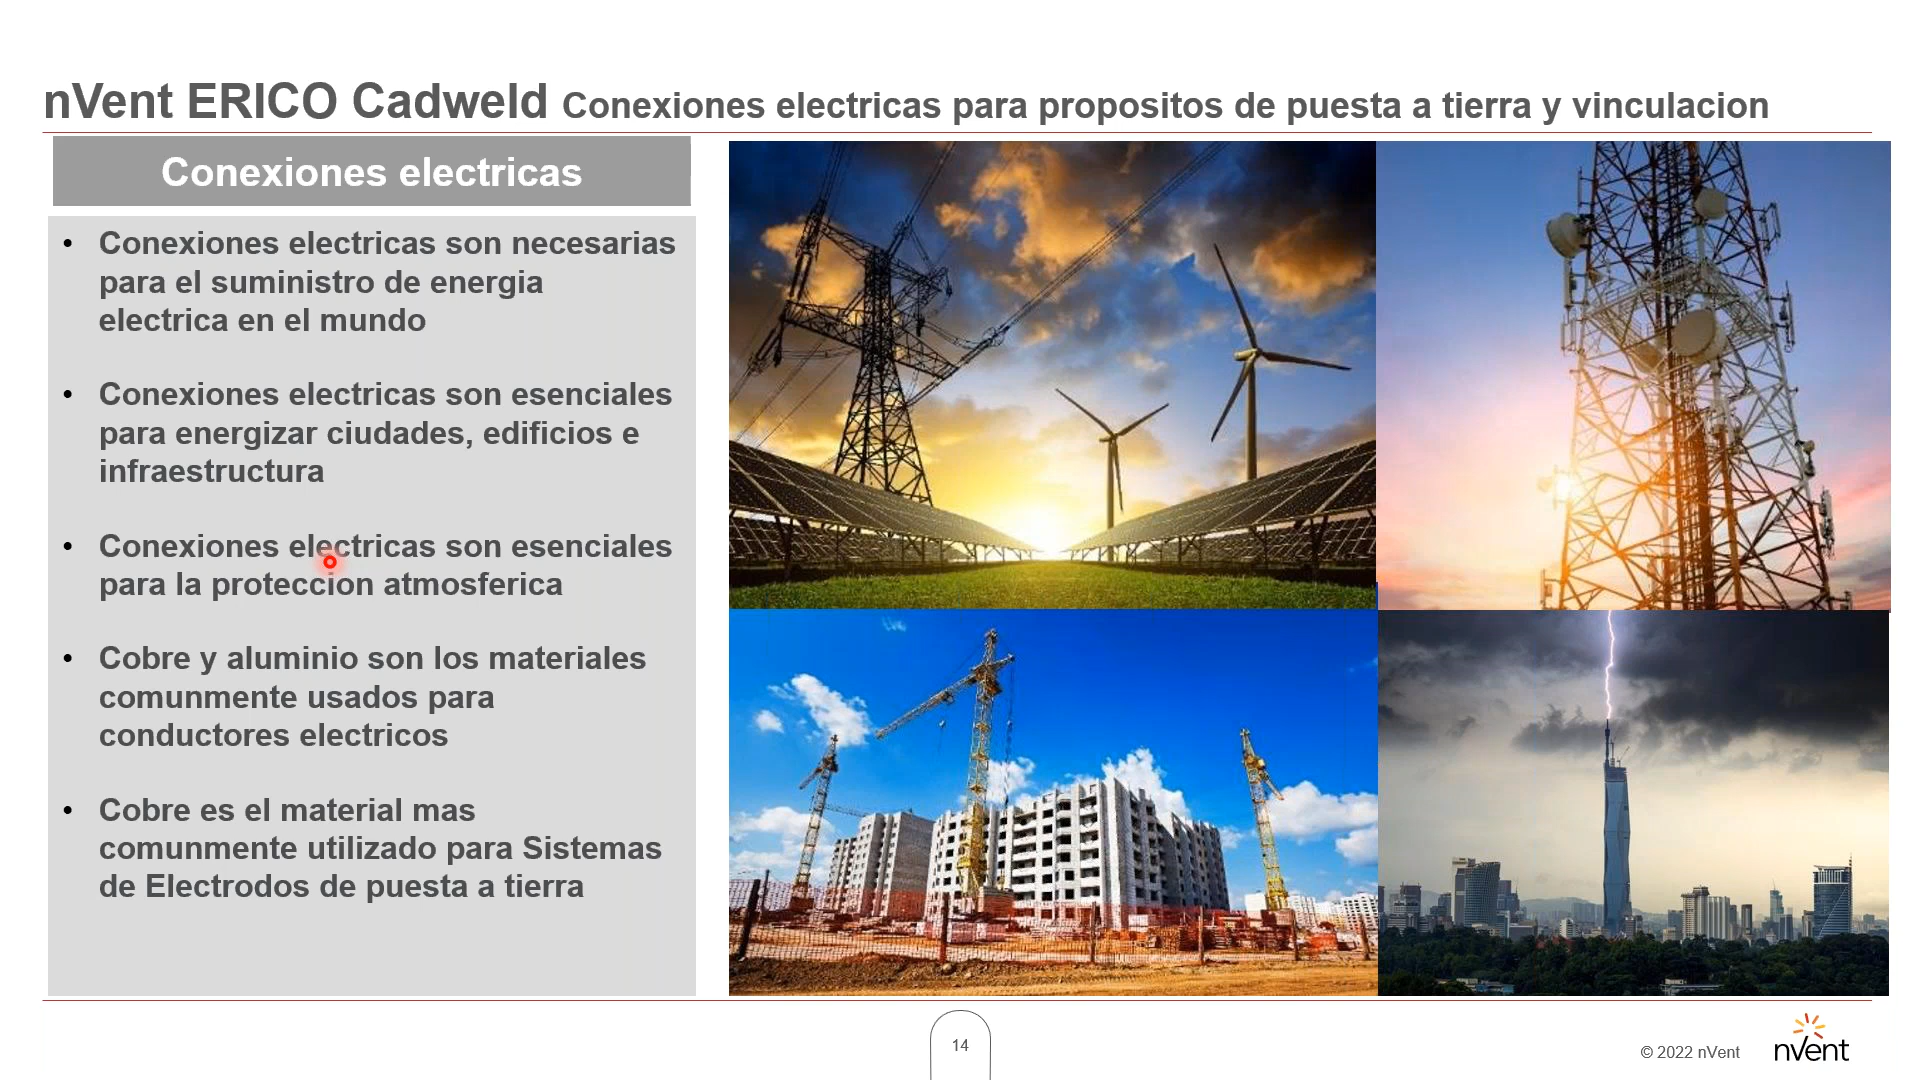 nVent ERICO Cadweld Conexiones electricas para propositos de puesta a tierra y vinculacion
Conexiones electricas
• Conexiones electricas son necesarias
para el suministro de energia
electrica en el mundo
• Conexiones electricas son esenciales
para energizar ciudades, edificios e
infraestructura
• Conexiones electricas son esenciales
para la proteccion atmosferica
• Cobre y aluminio son los materiales
comunmente usados para
conductores electricos
• Cobre es el material mas
comunmente utilizado para Sistemas
de Electrodos de puesta a tierra
14
© 2022 nVent
nVent